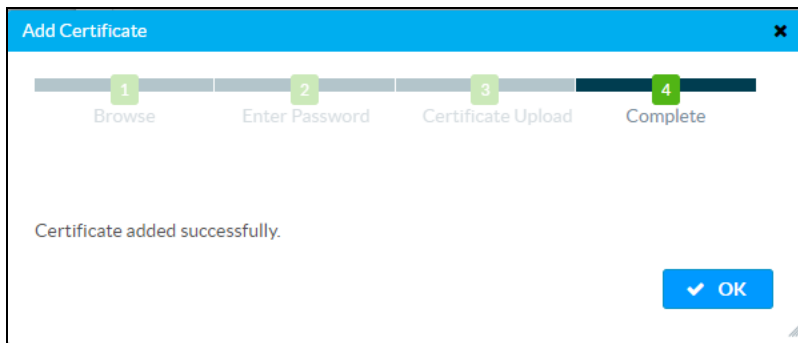 Add Certificate
1 2 3 4
Browse Enter Password Certificate Upload Complete
Certificate added successfully.
OK